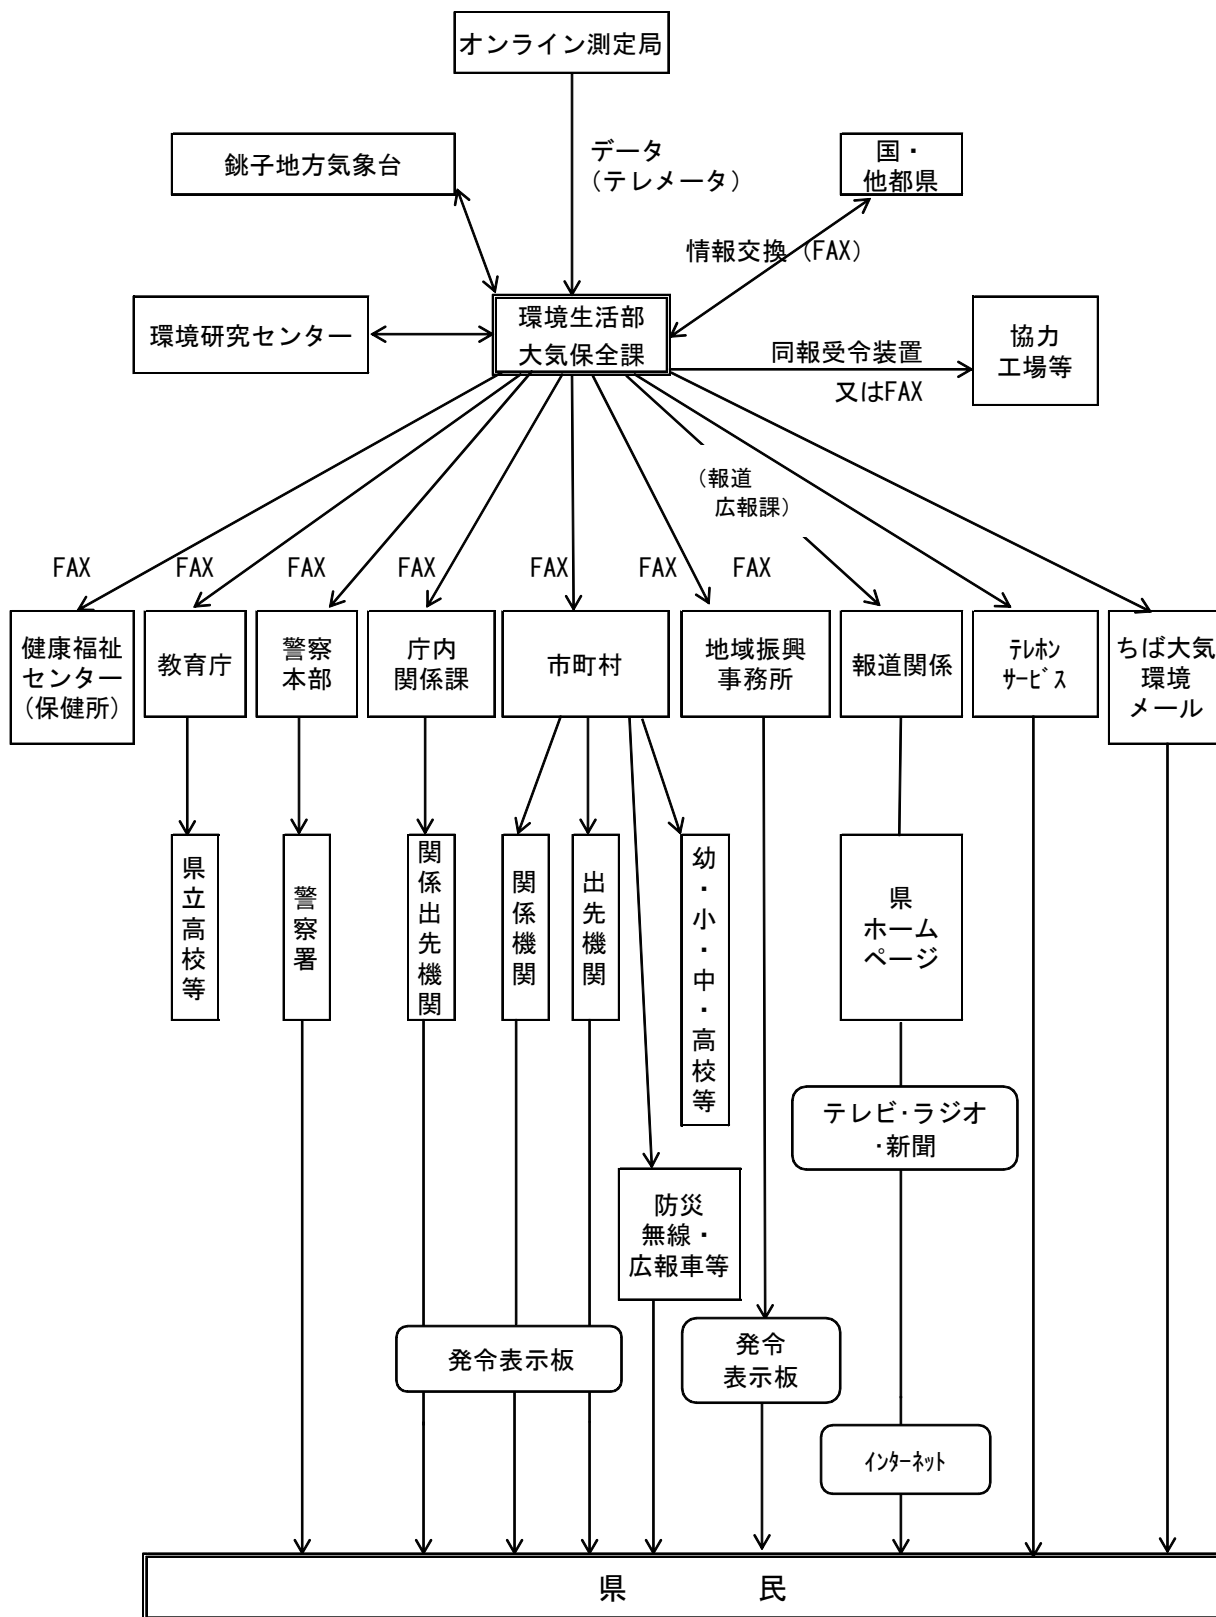 オンライン測定局
データ
(テレメータ)
銚子地方気象台
国・
他都県
情報交換(FAX)
環境研究センター
環境生活部
大気保全課
同報受令装置
又はFAX
協力
工場等
(報道
広報課)
FAX
FAX
FAX
FAX
FAX
FAX
FAX
健康福祉
センター
(保健所)
教育庁
警察
本部
庁内
関係課
市町村
地域振興
事務所
報道関係
ﾃﾚﾎﾝ
ｻｰﾋﾞｽ
ちば大気
環境
メール
県立高校等
警察署
関係出先機関
関係機関
出先機関
幼・小・中・高校等
県
ホーム
ページ
テレビ・ラジオ
・新聞
防災
無線・
広報車等
発令表示板
発令
表示板
ｲﾝﾀｰﾈｯﾄ
県　民